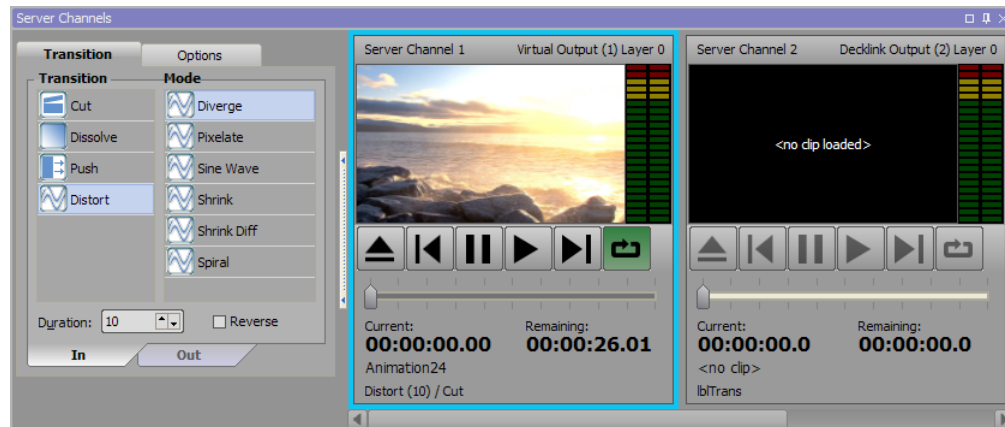 Server Channels
Transition
Options
Transition
Mode
Cut
Dissolve
Push
Distort
Diverge
Pixelate
Sine Wave
Shrink
Shrink Diff
Spiral
Duration: 10
Reverse
In
Out
Server Channel 1 Virtual Output (1) Layer 0
Current: Remaining:
00:00:00.00 00:00:26.01
Animation24
Distort (10) / Cut
Server Channel 2 Decklink Output (2) Layer 0
<no clip loaded>
Current: Remaining:
00:00:00.0 00:00:00.0
<no clip>
lblTrans